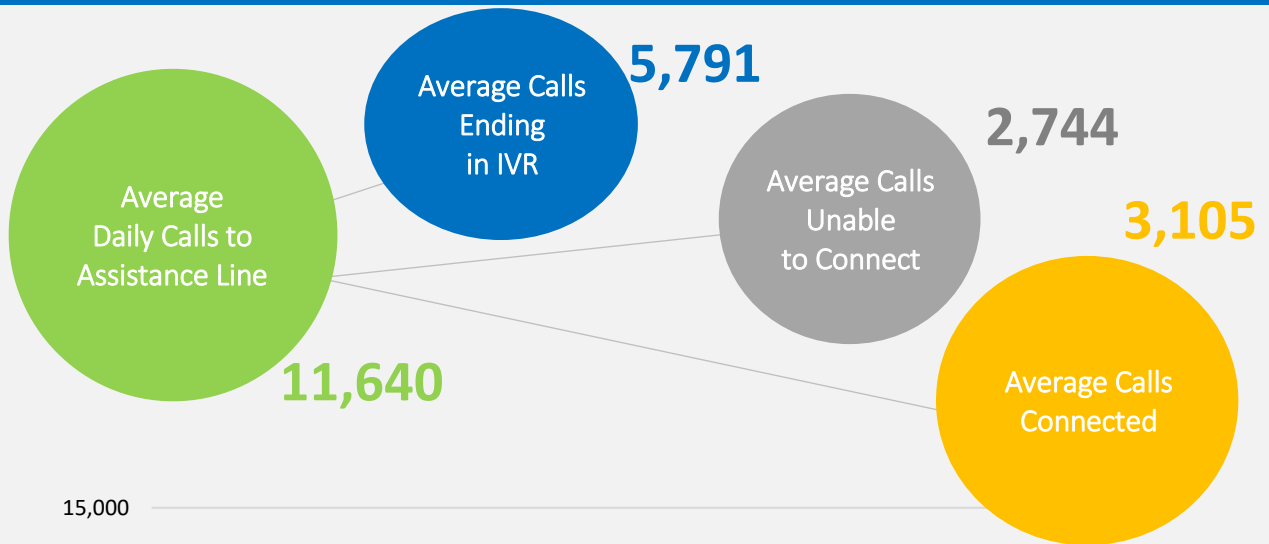 Average
Daily Calls to
Assistance Line
11,640
Average Calls
Ending
in IVR
5,791
Average Calls
Unable
to Connect
2,744
3,105
Average Calls
Connected
15,000